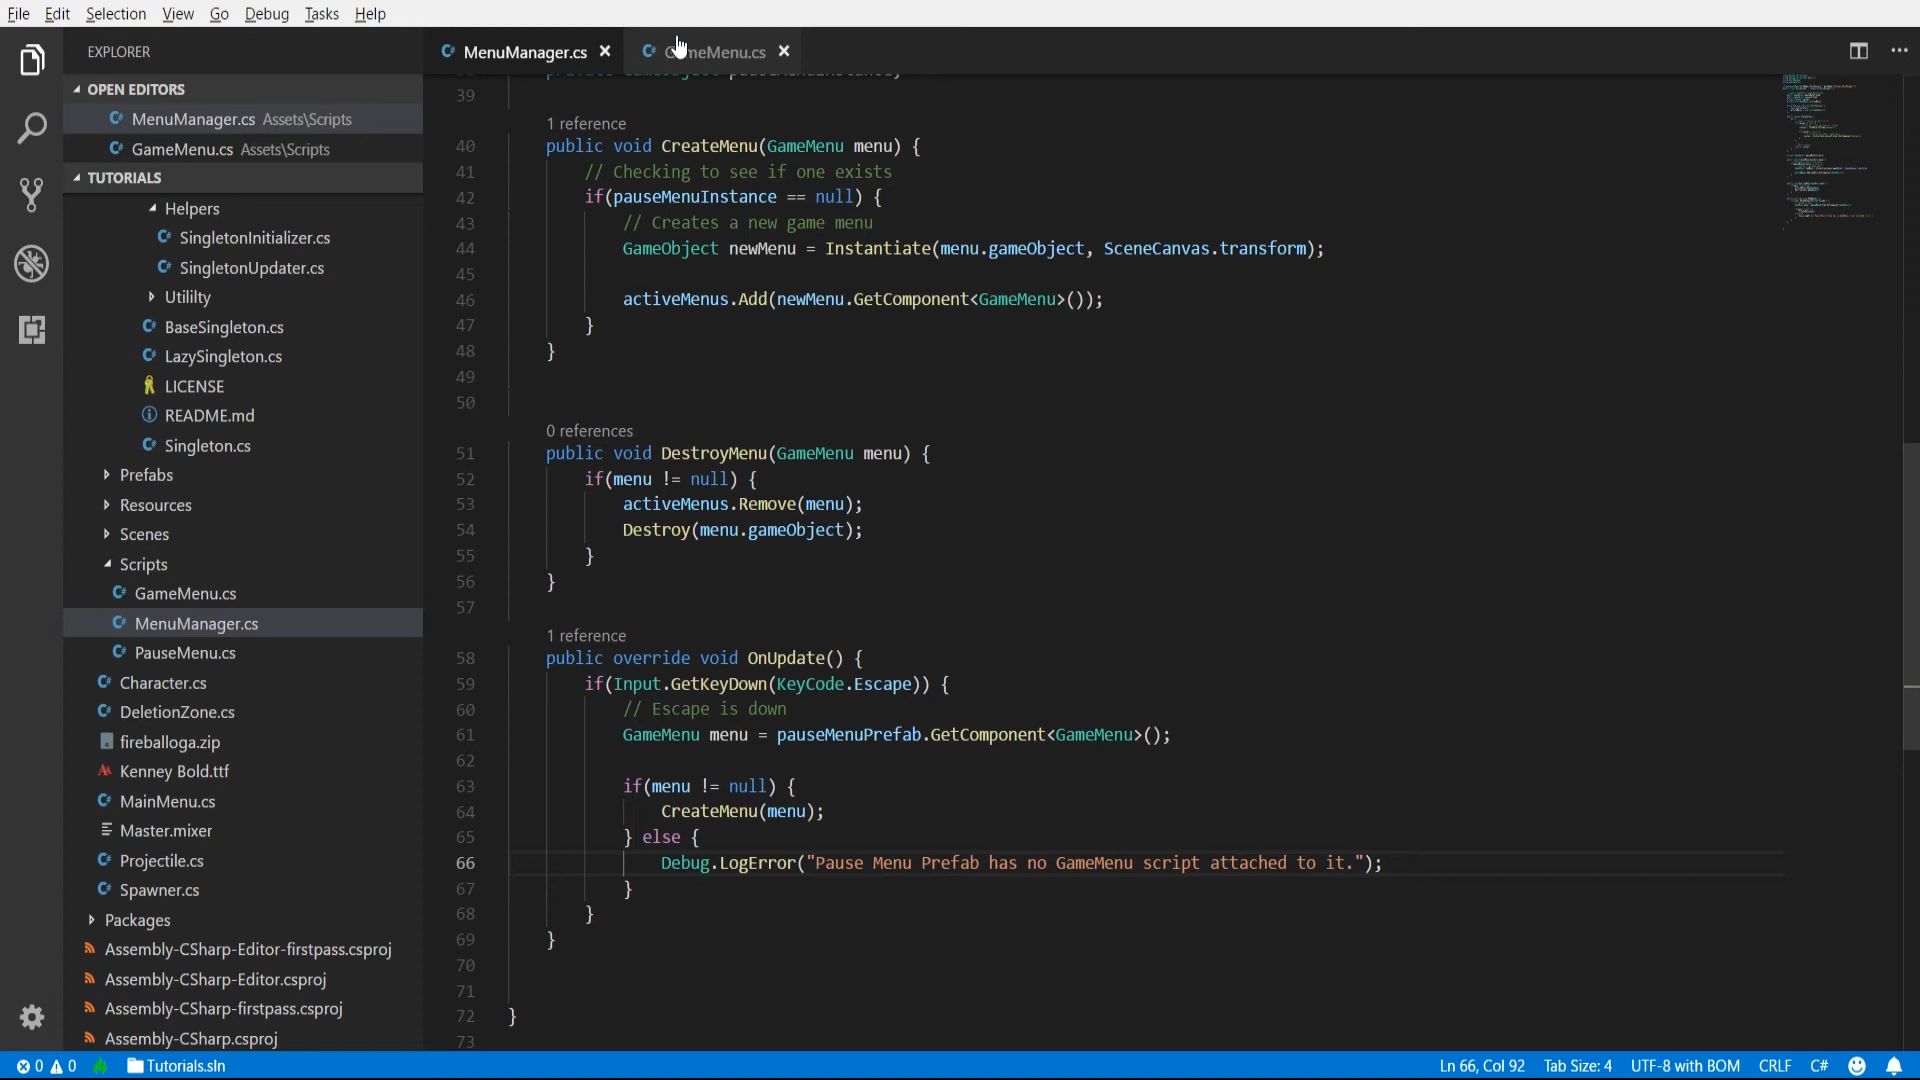 File Edit Selection View Go Debug Tasks Help
EXPLORER
OPEN EDITORS
MenuManager.cs Assets\Scripts
GameMenu.cs Assets\Scripts
TUTORIALS
Helpers
SingletonInitializer.cs
SingletonUpdater.cs
Utililty
BaseSingleton.cs
LazySingleton.cs
LICENSE
README.md
Singleton.cs
Prefabs
Resources
Scenes
Scripts
GameMenu.cs
MenuManager.cs
PauseMenu.cs
Character.cs
DeletionZone.cs
fireballoga.zip
Kenney Bold.ttf
MainMenu.cs
Master.mixer
Projectile.cs
Spawner.cs
Packages
Assembly-CSharp-Editor-firstpass.csproj
Assembly-CSharp-Editor.csproj
Assembly-CSharp-firstpass.csproj
Assembly-CSharp.csproj
MenuManager.cs GameMenu.cs
39
1 reference
40 public void CreateMenu(GameMenu menu) {
41 // Checking to see if one exists
42 if(pauseMenuInstance == null) {
43 // Creates a new game menu
44 GameObject newMenu = Instantiate(menu.gameObject, SceneCanvas.transform);
45
46 activeMenus.Add(newMenu.GetComponent<GameMenu>());
47 }
48 }
49
50
0 references
51 public void DestroyMenu(GameMenu menu) {
52 if(menu != null) {
53 activeMenus.Remove(menu);
54 Destroy(menu.gameObject);
55 }
56 }
57
1 reference
58 public override void OnUpdate() {
59 if(Input.GetKeyDown(KeyCode.Escape)) {
60 // Escape is down
61 GameMenu menu = pauseMenuPrefab.GetComponent<GameMenu>();
62
63 if(menu != null) {
64 CreateMenu(menu);
65 } else {
66 Debug.LogError("Pause Menu Prefab has no GameMenu script attached to it.");
67 }
68 }
69 }
70
71
72 }
73
0 0 Tutorials.sln Ln 66, Col 92 Tab Size: 4 UTF-8 with BOM CRLF C#